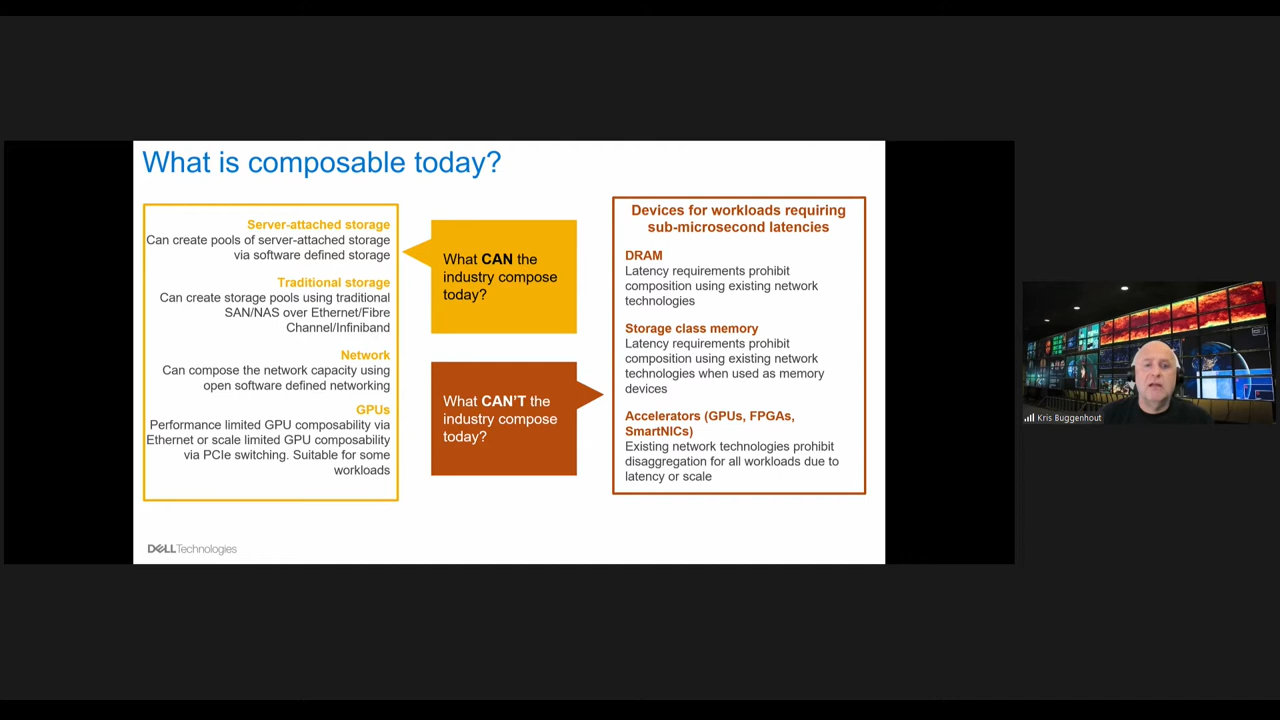 What is composable today?
Server-attached storage
Can create pools of server-attached storage
via software defined storage
Traditional storage
Can create storage pools using traditional
SAN/NAS over Ethernet/Fibre
Channel/Infiniband
Network
Can compose the network capacity using
open software defined networking
GPUs
Performance limited GPU composability via
Ethernet or scale limited GPU composability
via PCIe switching. Suitable for some
workloads
What CAN the
industry compose
today?
What CAN'T the
industry compose
today?
Devices for workloads requiring
sub-microsecond latencies
DRAM
Latency requirements prohibit
composition using existing network
technologies
Storage class memory
Latency requirements prohibit
composition using existing network
technologies when used as memory
devices
Accelerators (GPUs, FPGAs,
SmartNICs)
Existing network technologies prohibit
disaggregation for all workloads due to
latency or scale
DELLTechnologies
Kris Buggenhout